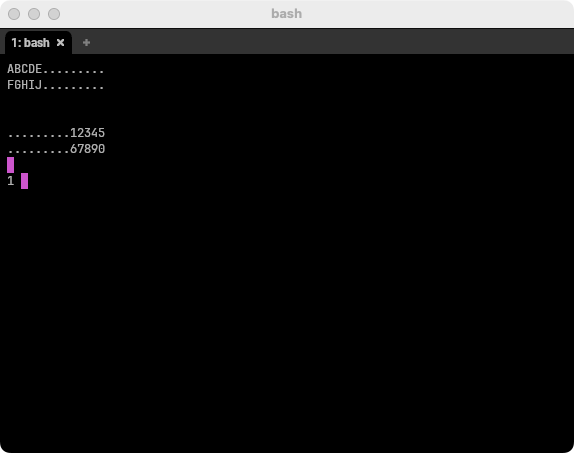 bash
1: bash × +
ABCDE.........
FGHIJ.........
.........12345
.........67890
1